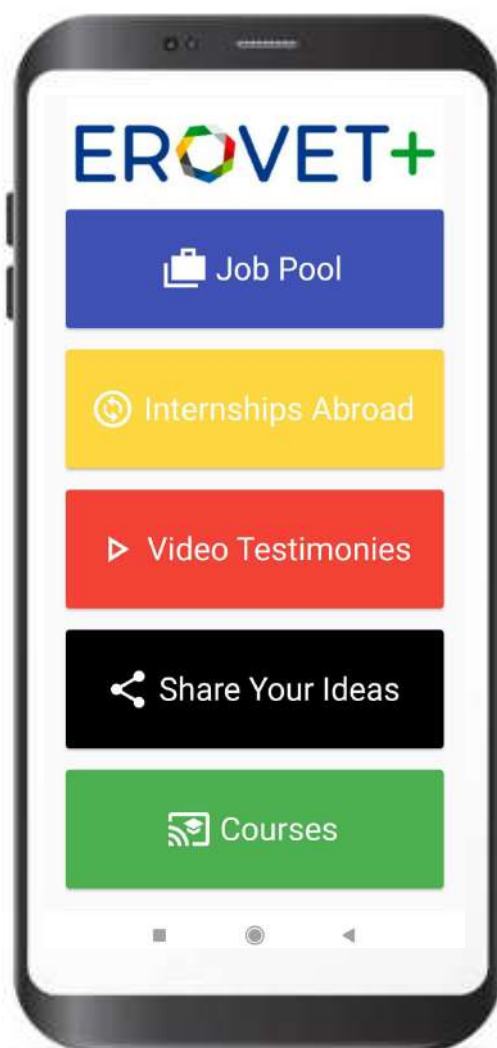 EROVET+
Job Pool
Internships Abroad
Video Testimonies
Share Your Ideas
Courses